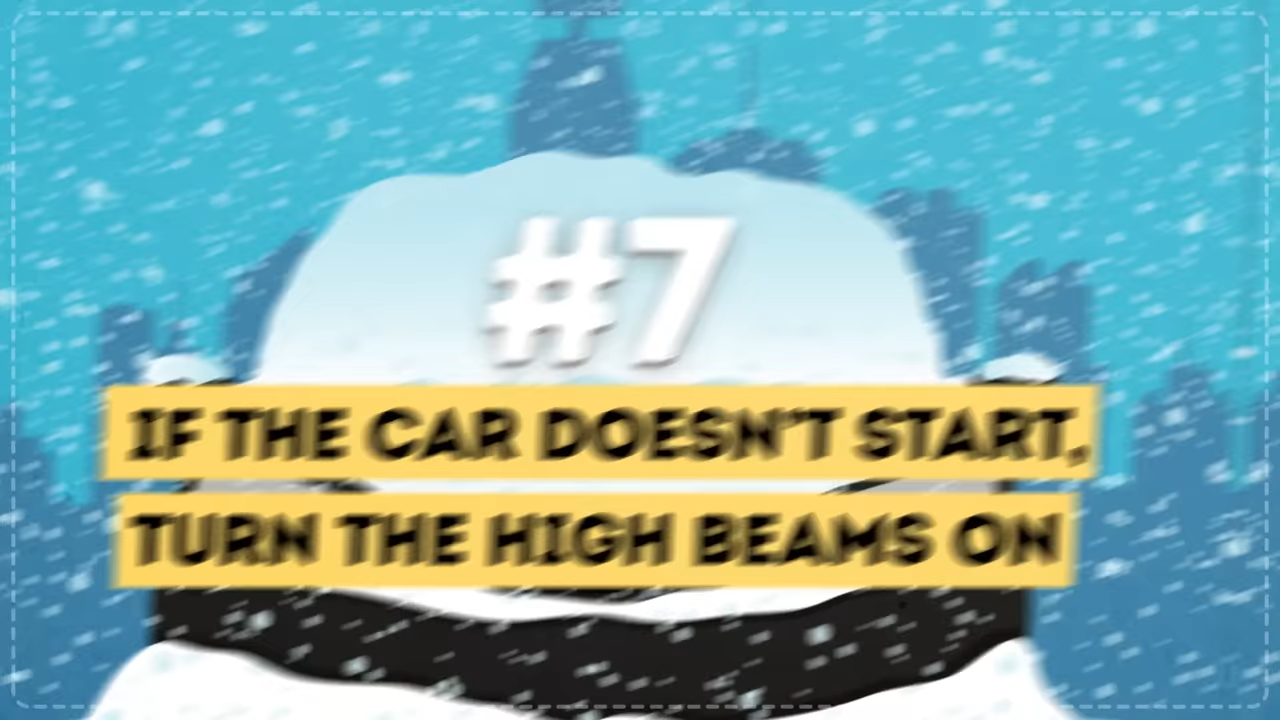 #7
IF THE CAR DOESN'T START,
TURN THE HIGH BEAMS ON